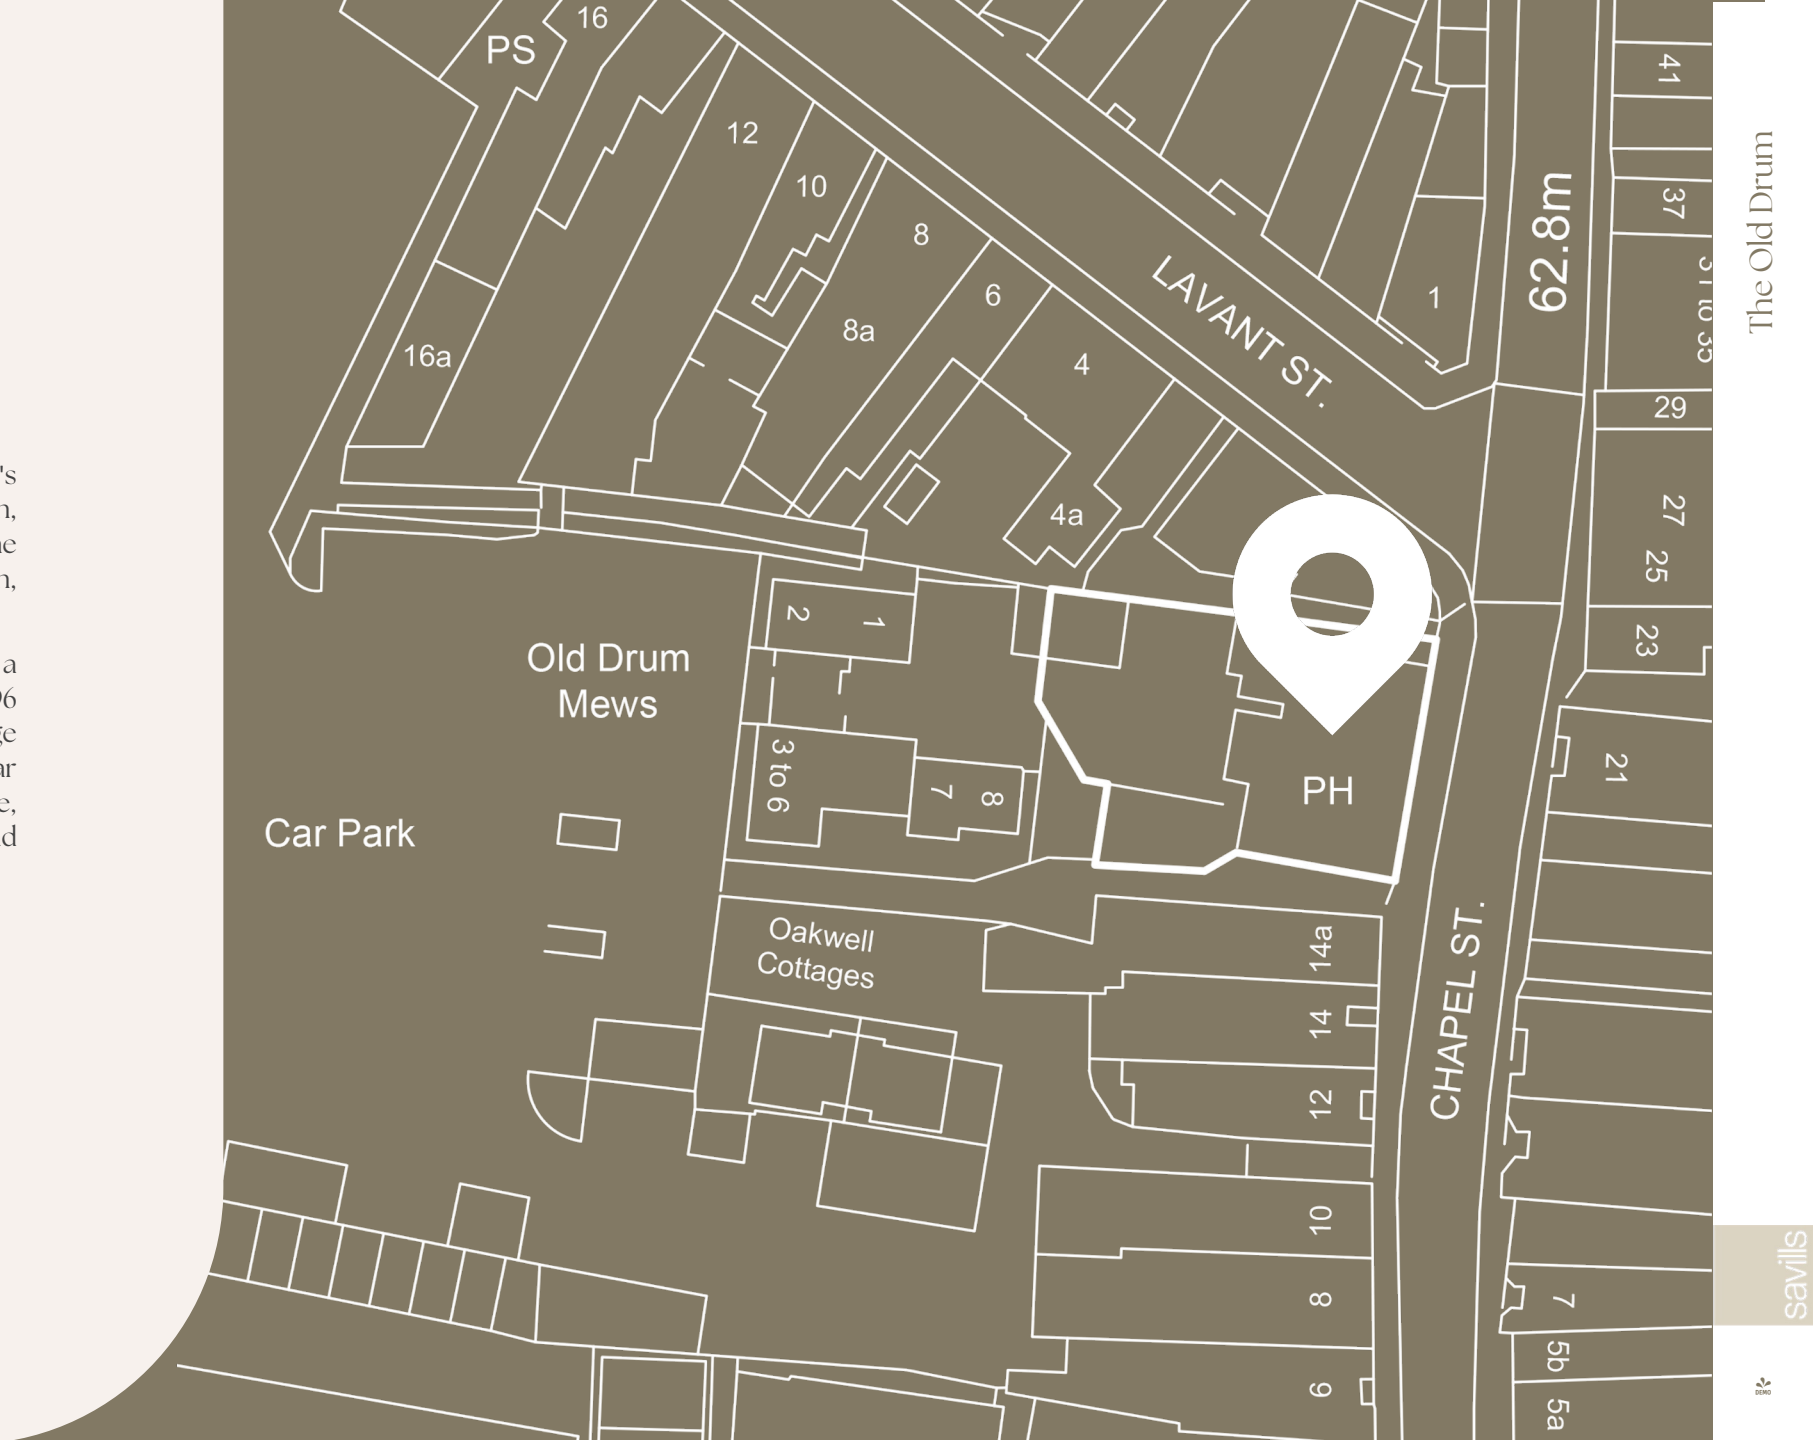 's
a
PS
16
12
10
8
6
8a
4
16a
4a
LAVANT ST.
1
62.8m
41
37
29
27
25
23
21
The Old Drum
Old Drum
Mews
2
1
3 to 6
7
8
PH
Car Park
Oakwell
Cottages
CHAPEL ST.
14a
14
12
10
8
6
7
5b
5a
savills
DEMO